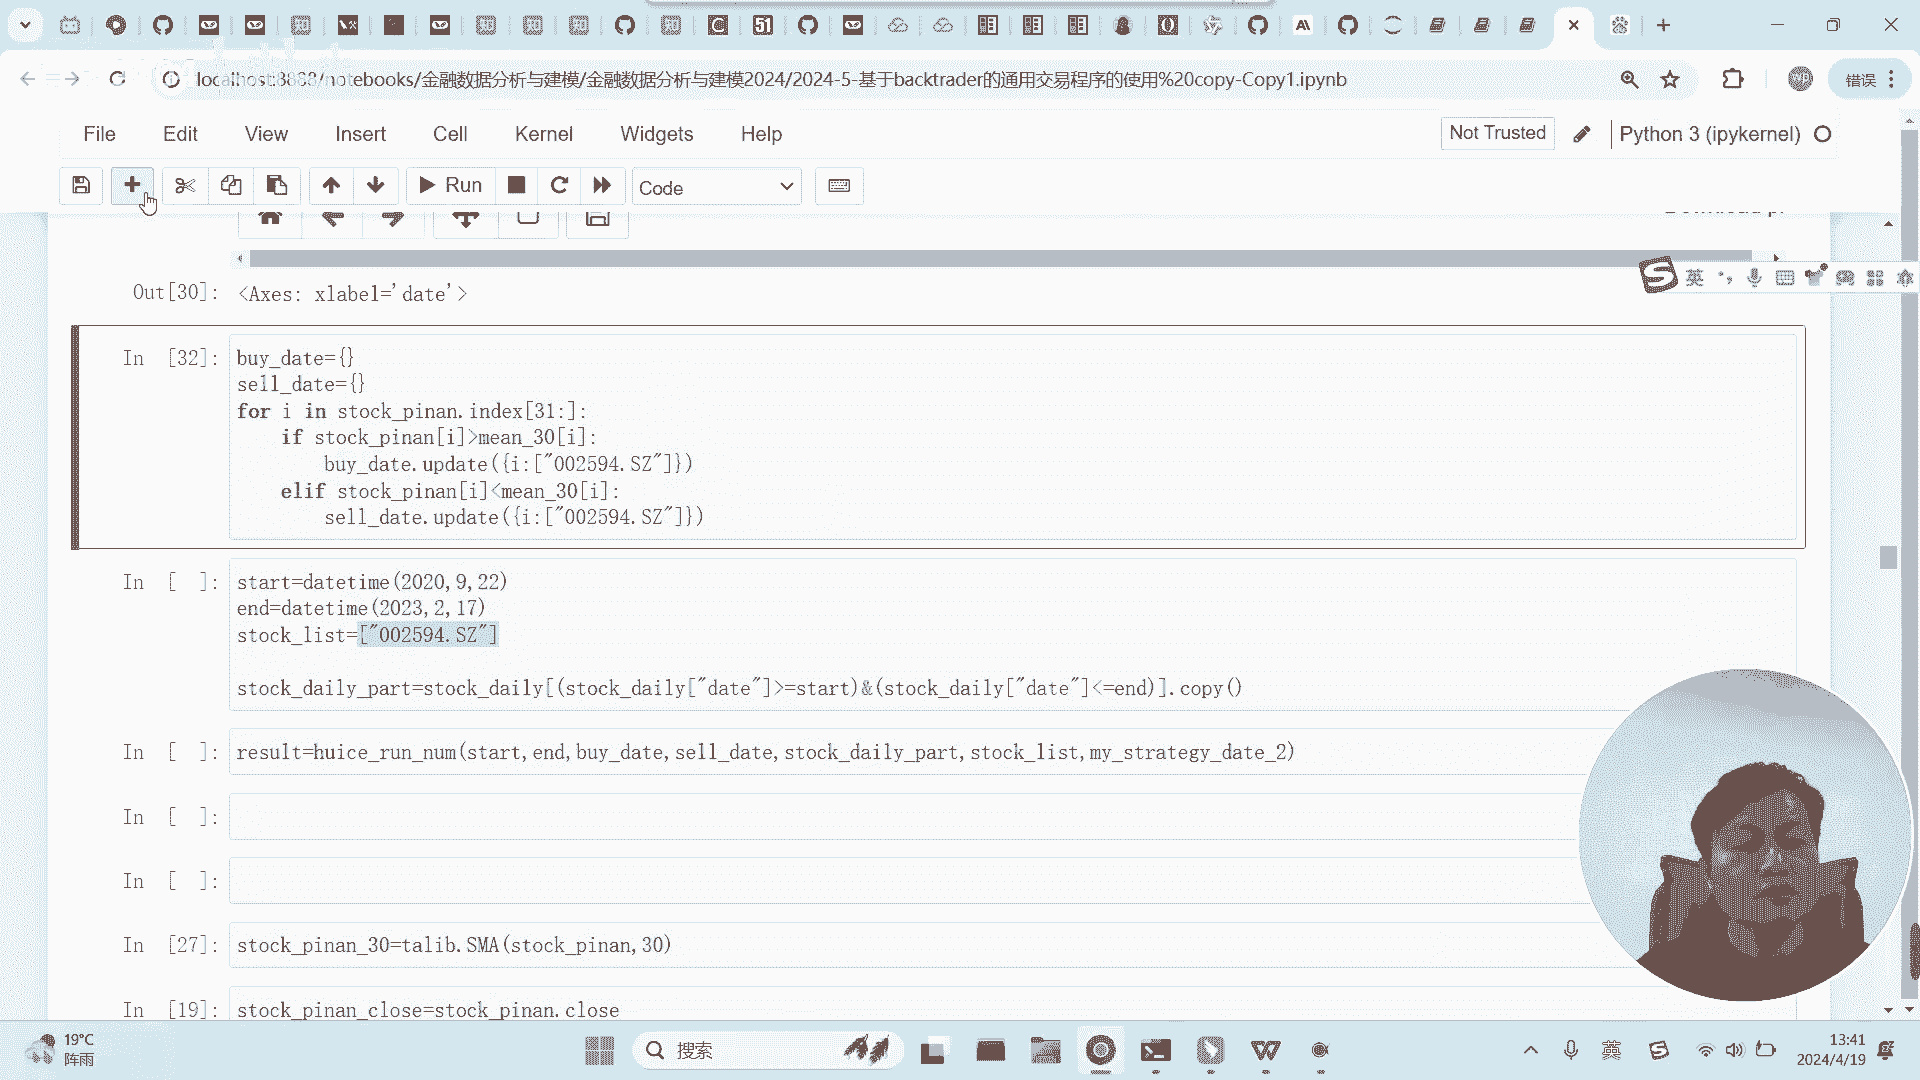 localhost:8888/notebooks/金融数据分析与建模/金融数据分析与建模2024/2024-5-基于backtrader的通用交易程序的使用%20copy-Copy1.ipynb
错误
File Edit View Insert Cell Kernel Widgets Help
Not Trusted
Python 3 (ipykernel)
Run
Code
Out[30]: <Axes: xlabel='date'>
英
In [32]: buy_date={}
sell_date={}
for i in stock_pinan.index[31:]:
if stock_pinan[i]>mean_30[i]:
buy_date.update({i:["002594.SZ"]})
elif stock_pinan[i]<mean_30[i]:
sell_date.update({i:["002594.SZ"]})
In [ ]: start=datetime(2020,9,22)
end=datetime(2023,2,17)
stock_list=["002594.SZ"]
stock_daily_part=stock_daily[(stock_daily["date"]>=start)&(stock_daily["date"]<=end)].copy()
In [ ]: result=huice_run_num(start,end,buy_date,sell_date,stock_daily_part,stock_list,my_strategy_date_2)
In [ ]:
In [ ]:
In [27]: stock_pinan_30=talib.SMA(stock_pinan,30)
In [19]: stock_pinan_close=stock_pinan.close
19°C
阵雨
搜索
英
13:41
2024/4/19